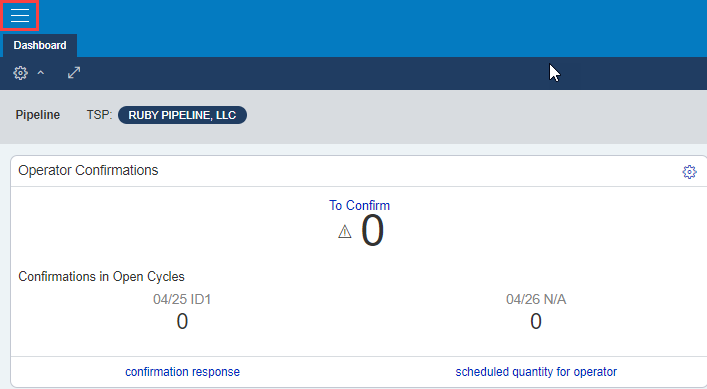 Dashboard
Pipeline TSP: RUBY PIPELINE, LLC
Operator Confirmations
To Confirm
0
Confirmations in Open Cycles
04/25 ID1 04/26 N/A
0 0
confirmation response scheduled quantity for operator